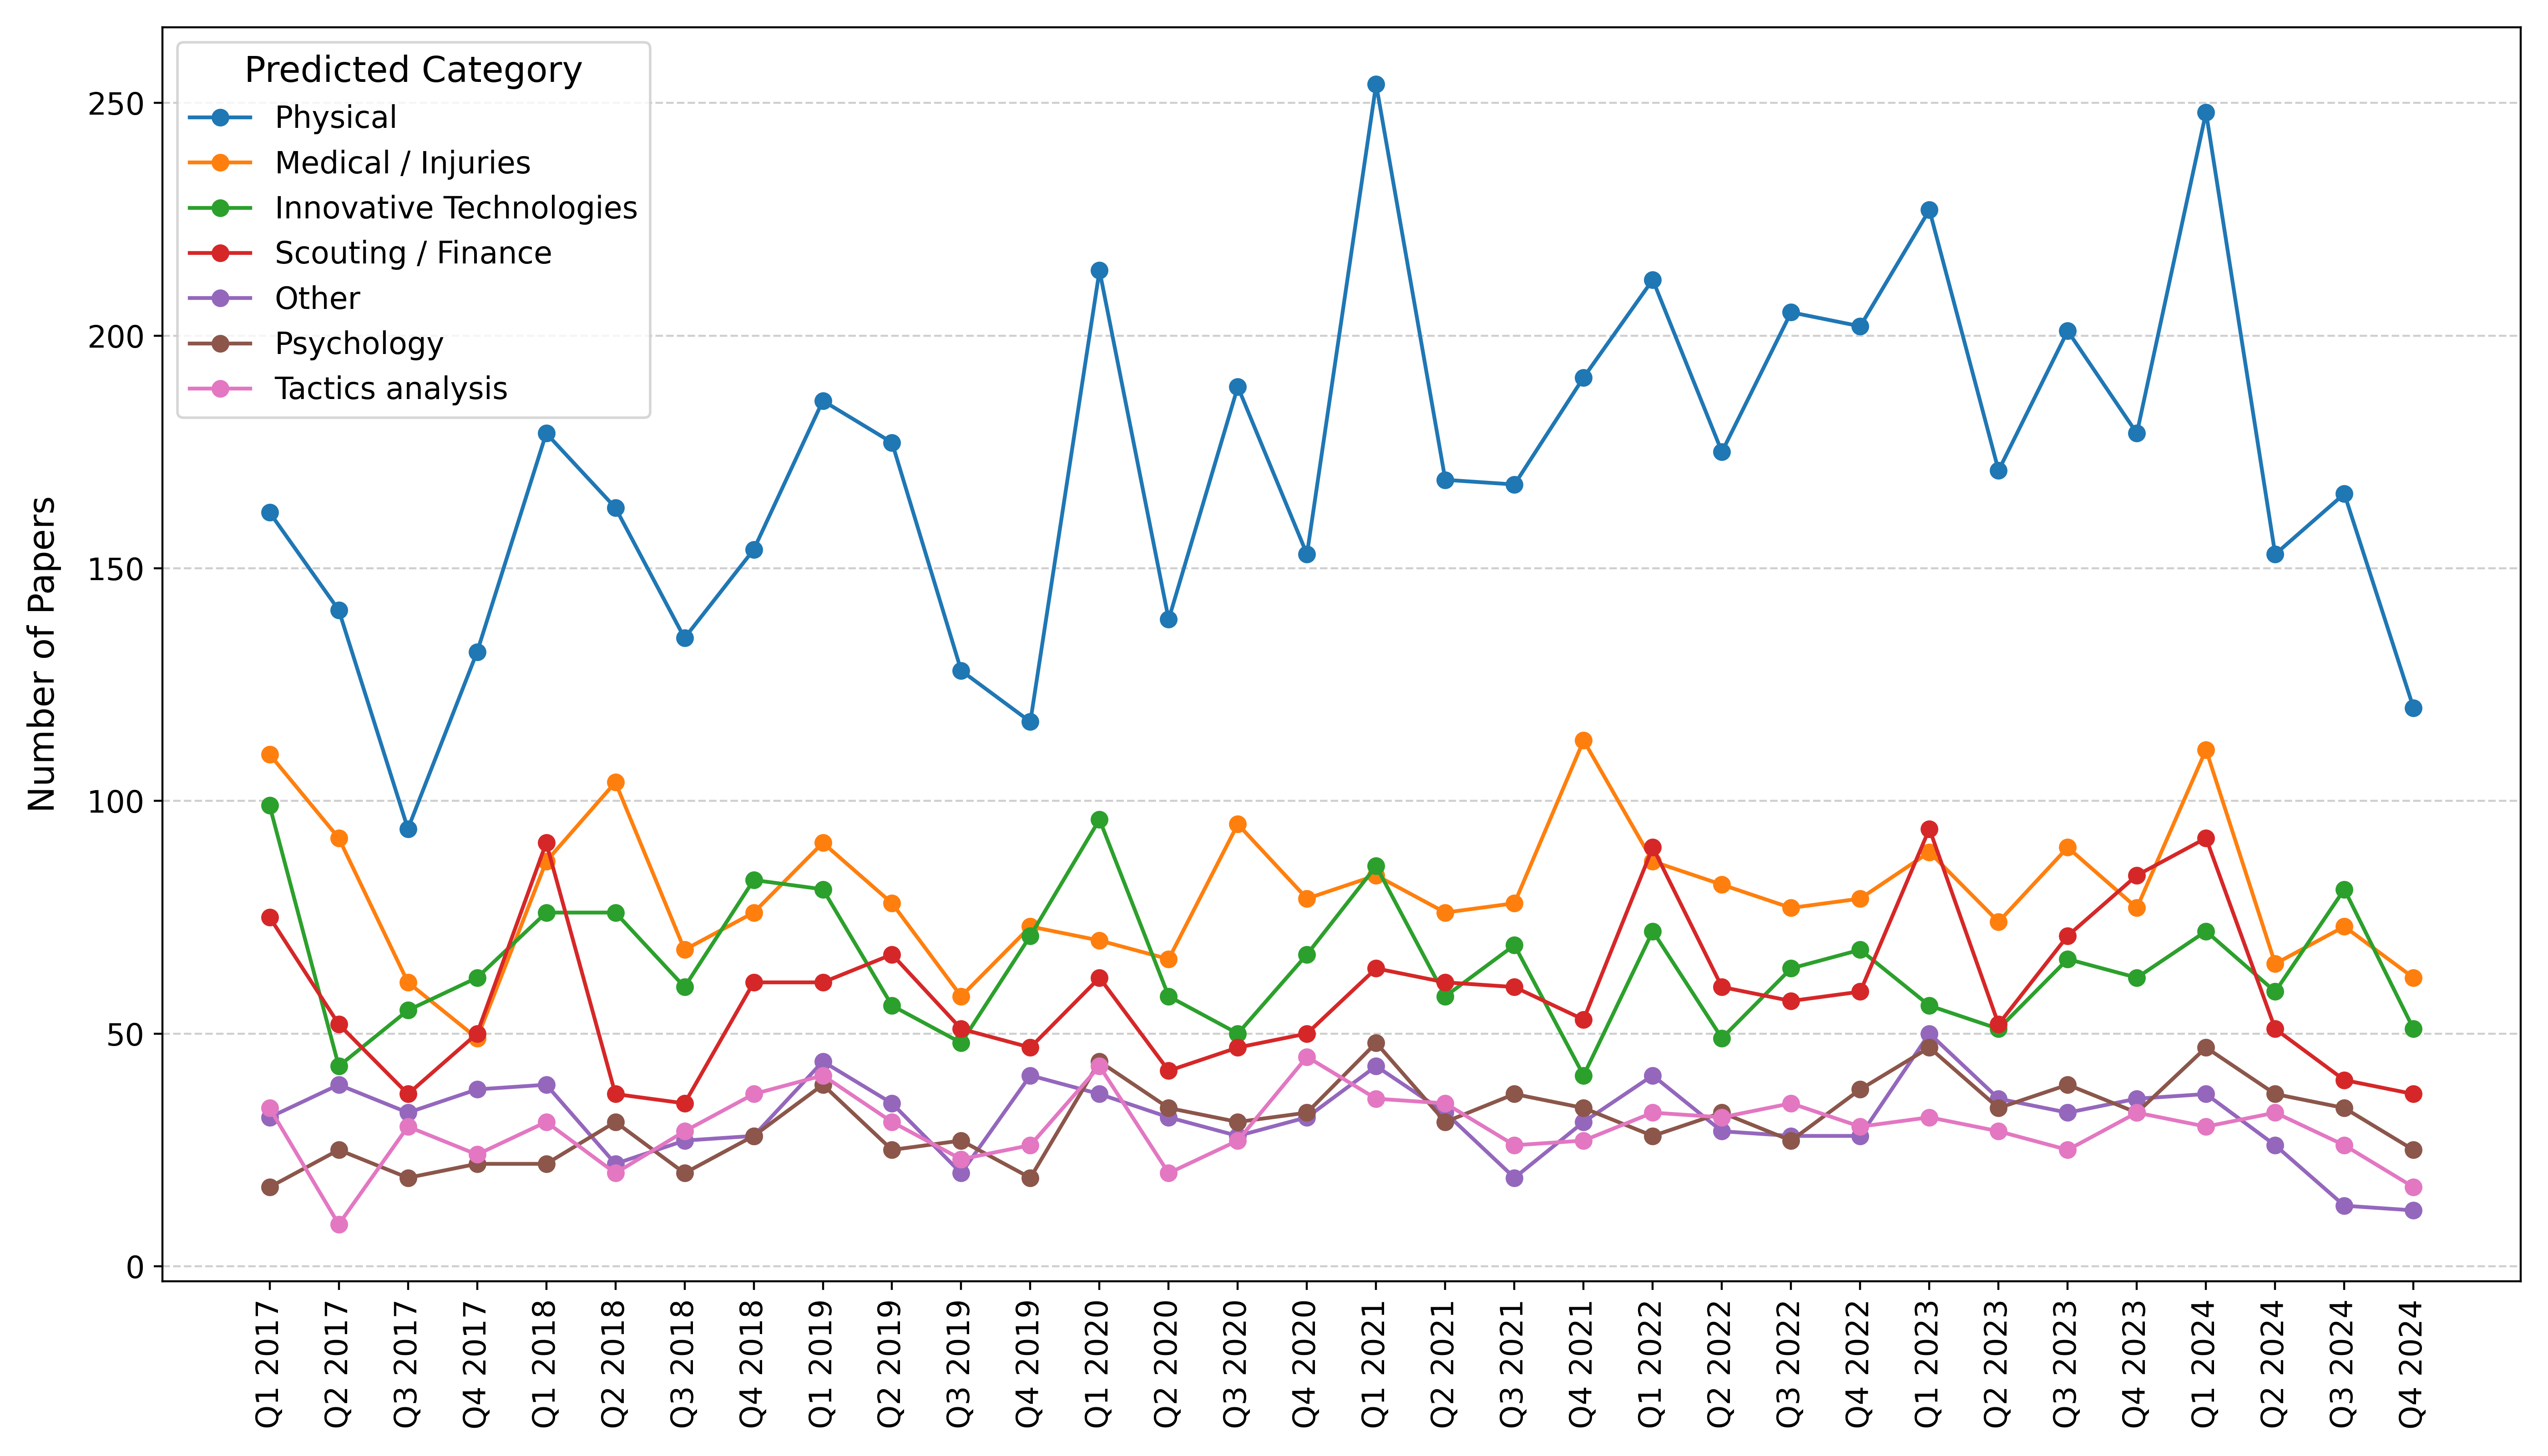 Predicted Category
Physical
Medical / Injuries
Innovative Technologies
Scouting / Finance
Other
Psychology
Tactics analysis
Number of Papers
250
200
150
100
50
0
Q1 2017
Q2 2017
Q3 2017
Q4 2017
Q1 2018
Q2 2018
Q3 2018
Q4 2018
Q1 2019
Q2 2019
Q3 2019
Q4 2019
Q1 2020
Q2 2020
Q3 2020
Q4 2020
Q1 2021
Q2 2021
Q3 2021
Q4 2021
Q1 2022
Q2 2022
Q3 2022
Q4 2022
Q1 2023
Q2 2023
Q3 2023
Q4 2023
Q1 2024
Q2 2024
Q3 2024
Q4 2024